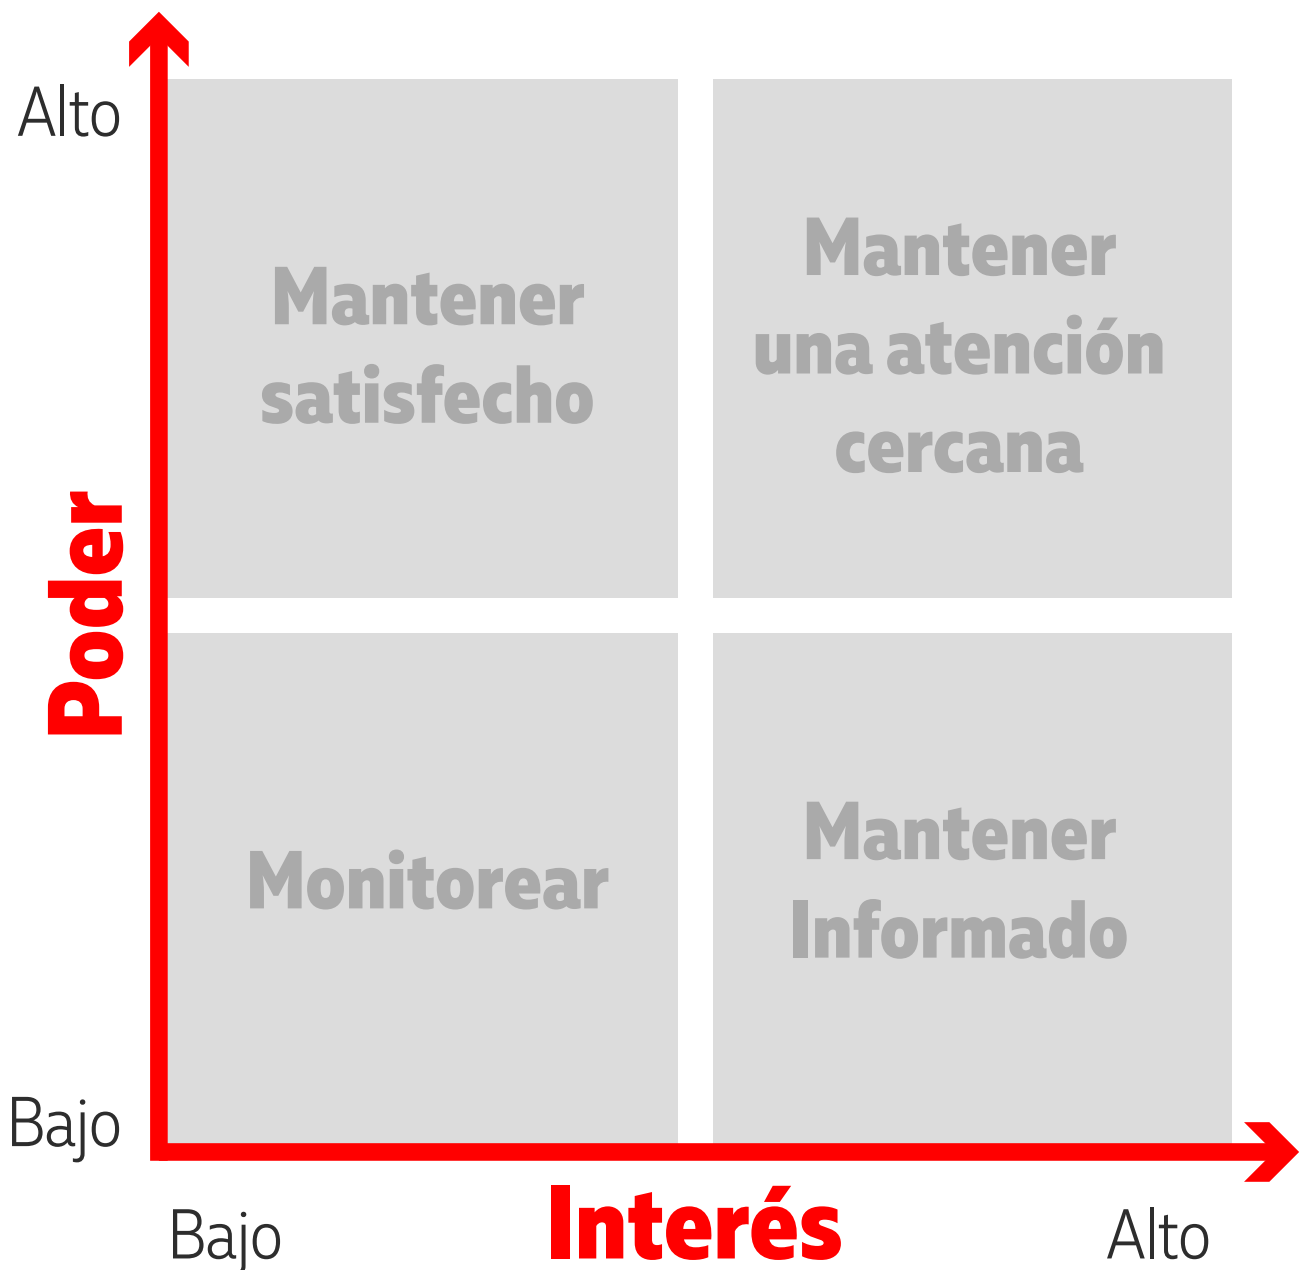 Alto
Mantener
satisfecho
Mantener
una atención
cercana
Poder
Monitorear
Mantener
Informado
Bajo
Bajo
Interés
Alto